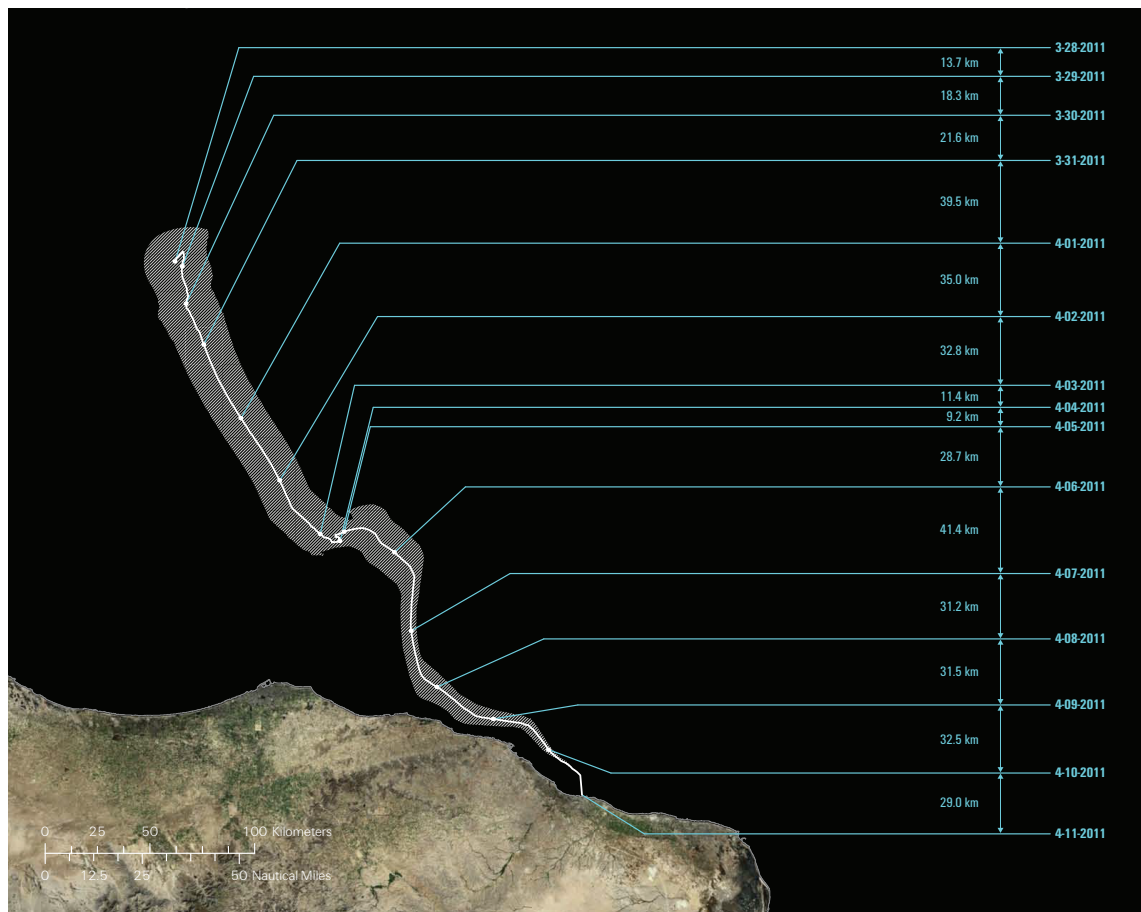 3-28-2011
13.7 km
3-29-2011
18.3 km
3-30-2011
21.6 km
3-31-2011
39.5 km
4-01-2011
35.0 km
4-02-2011
32.8 km
4-03-2011
11.4 km
4-04-2011
9.2 km
4-05-2011
28.7 km
4-06-2011
41.4 km
4-07-2011
31.2 km
4-08-2011
31.5 km
4-09-2011
32.5 km
4-10-2011
29.0 km
4-11-2011
0 25 50 100 Kilometers
0 12.5 25 50 Nautical Miles